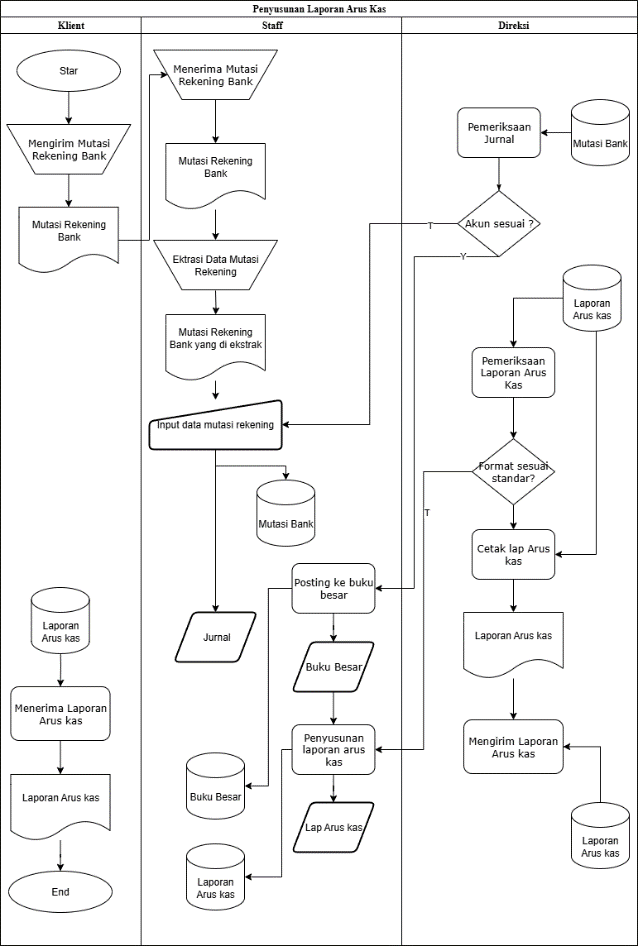 Penyusunan Laporan Arus Kas
Klient
Staff
Direksi
Star
Mengirim Mutasi
Rekening Bank
Mutasi Rekening
Bank
Laporan
Arus kas
Menerima Laporan
Arus kas
Laporan Arus kas
End
Menerima Mutasi
Rekening Bank
Mutasi Rekening
Bank
Ektrasi Data Mutasi
Rekening
Mutasi Rekening
Bank yang di ekstrak
Input data mutasi rekening
Mutasi Bank
Jurnal
Posting ke buku
besar
Buku Besar
Penyusunan
laporan arus
kas
Buku Besar
Lap Arus kas
Laporan
Arus kas
Pemeriksaan
Jurnal
Mutasi Bank
Akun sesuai ?
T
Y
Laporan
Arus kas
Pemeriksaan
Laporan Arus
Kas
Format sesuai
standar?
T
Cetak lap Arus
kas
Laporan Arus kas
Mengirim Laporan
Arus kas
Laporan
Arus kas